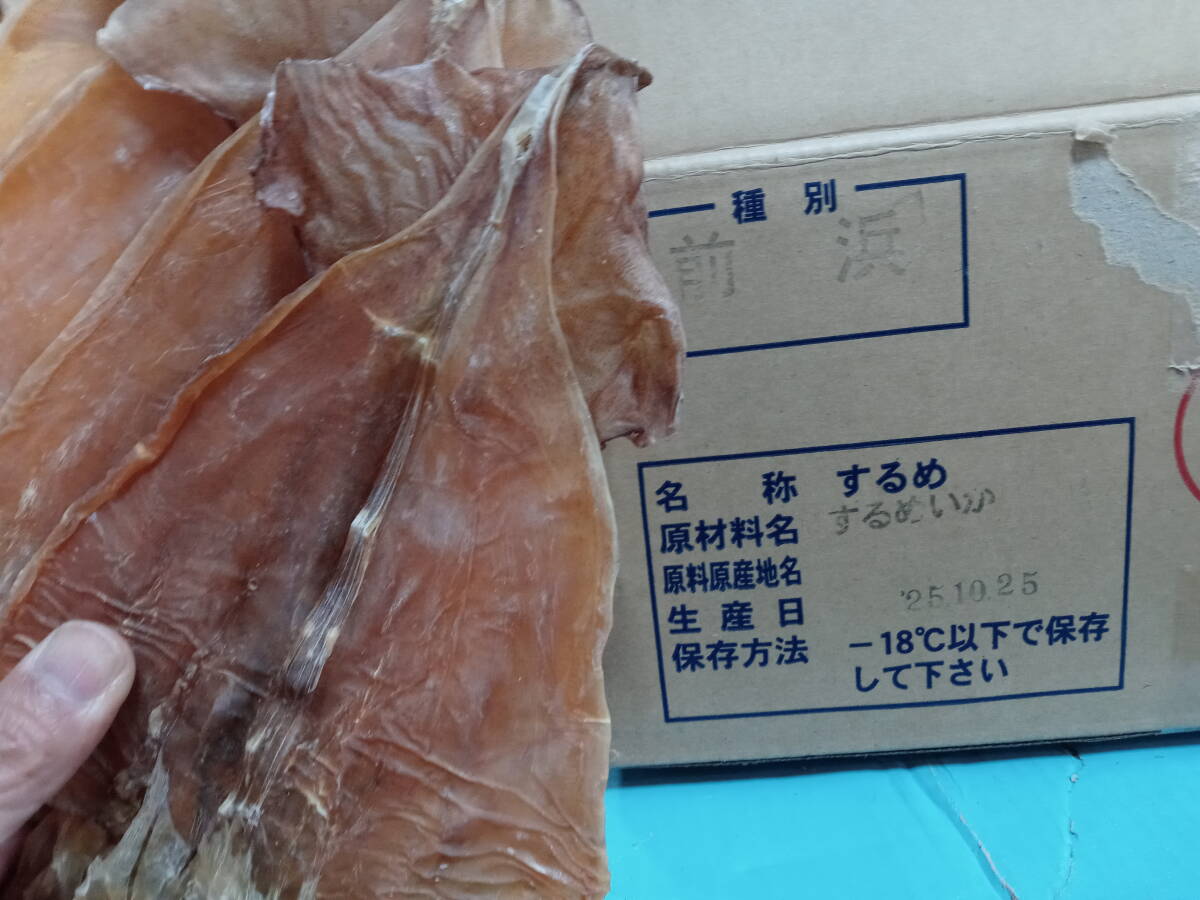 種別
前浜
名称 するめ
原材料名 するめいか
原料原産地名
生産日 '25.10.25
保存方法 -18℃以下で保存
して下さい